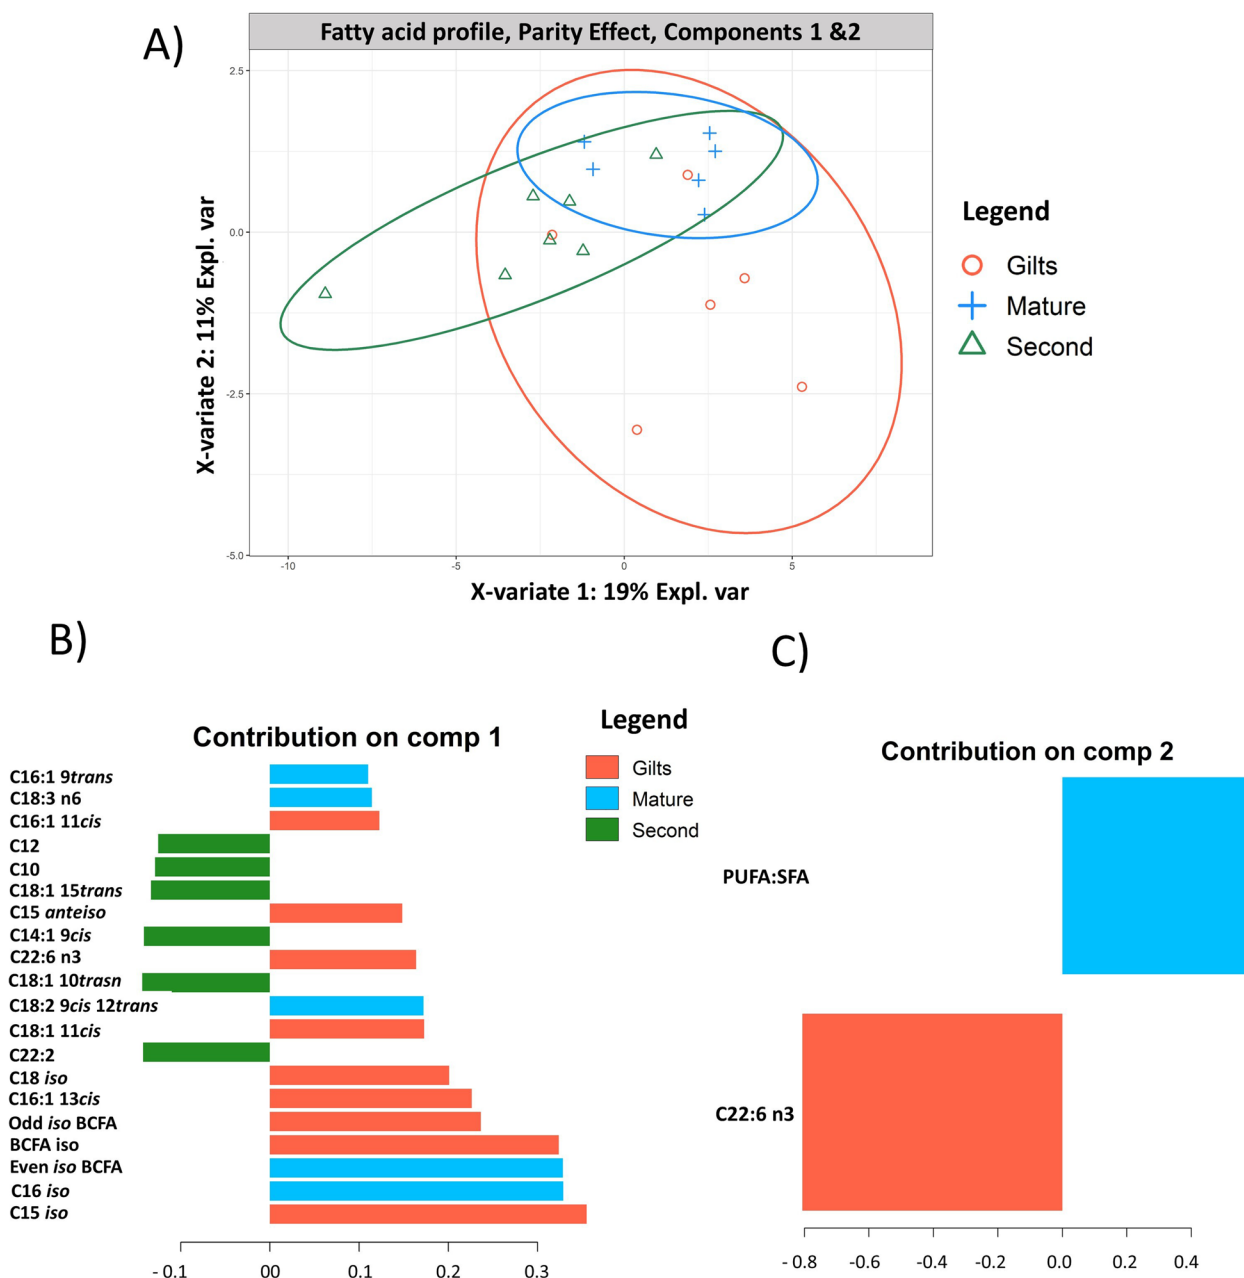 A)
Fatty acid profile, Parity Effect, Components 1 &2
X-variate 2: 11% Expl. var
2.5
0.0
-2.5
-5.0
-10
-5
0
5
X-variate 1: 19% Expl. var
Legend
Gilts
Mature
Second
B)
Contribution on comp 1
C16:1 9trans
C18:3 n6
C16:1 11cis
C12
C10
C18:1 15trans
C15 anteiso
C14:1 9cis
C22:6 n3
C18:1 10trasn
C18:2 9cis 12trans
C18:1 11cis
C22:2
C18 iso
C16:1 13cis
Odd iso BCFA
BCFA iso
Even iso BCFA
C16 iso
C15 iso
- 0.1
00
0.1
0.2
0.3
Legend
Gilts
Mature
Second
C)
Contribution on comp 2
PUFA:SFA
C22:6 n3
- 0.8
-0.6
-0.4
-0.2
0.0
0.2
0.4